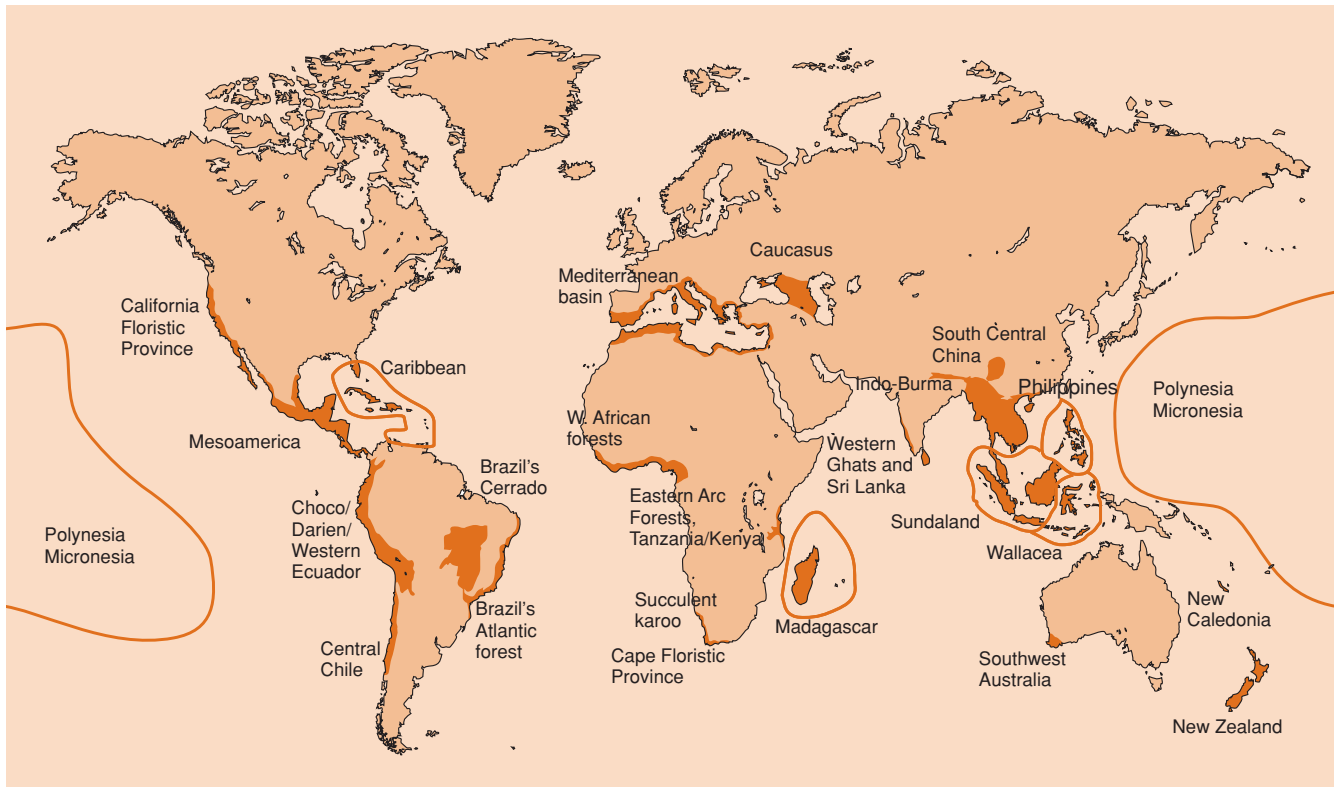 Caucasus
Mediterranean
basin
California
Floristic
Province
South Central
China
Caribbean
Indo-Burma
Philippines
Polynesia
Micronesia
W. African
forests
Mesoamerica
Western
Ghats and
Sri Lanka
Brazil's
Cerrado
Eastern Arc
Forests,
Tanzania/Kenya
Choco/
Darien/
Western
Ecuador
Sundaland
Wallacea
Polynesia
Micronesia
Succulent
karoo
Madagascar
Brazil's
Atlantic
forest
New
Caledonia
Central
Chile
Cape Floristic
Province
Southwest
Australia
New Zealand